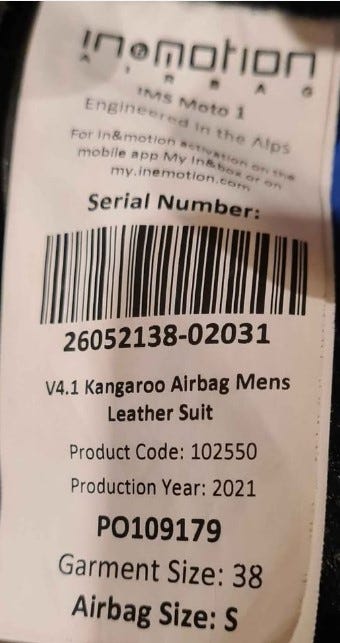 in&motion
AIRBAG
IMS Moto 1
Engineered in the Alps
For In&motion activation on the
mobile app My In&box or on
my.inemotion.com
Serial Number:
26052138-02031
V4.1 Kangaroo Airbag Mens
Leather Suit
Product Code: 102550
Production Year: 2021
PO109179
Garment Size: 38
Airbag Size: S